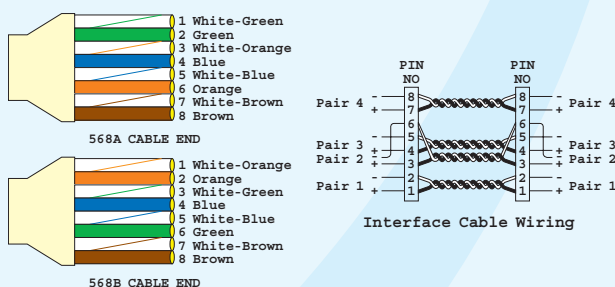 1 White-Green
2 Green
3 White-Orange
4 Blue
5 White-Blue
6 Orange
7 White-Brown
8 Brown
568A CABLE END
1 White-Orange
2 Orange
3 White-Green
4 Blue
5 White-Blue
6 Green
7 White-Brown
8 Brown
568B CABLE END
PIN PIN
NO NO
- 8 8 -
Pair 4 + 7 7 + Pair 4
6 6
- 5 5 -
Pair 3 + 4 4 + Pair 3
Pair 2 - + 3 3 - + Pair 2
- 2 2 -
Pair 1 + 1 1 + Pair 1
Interface Cable Wiring